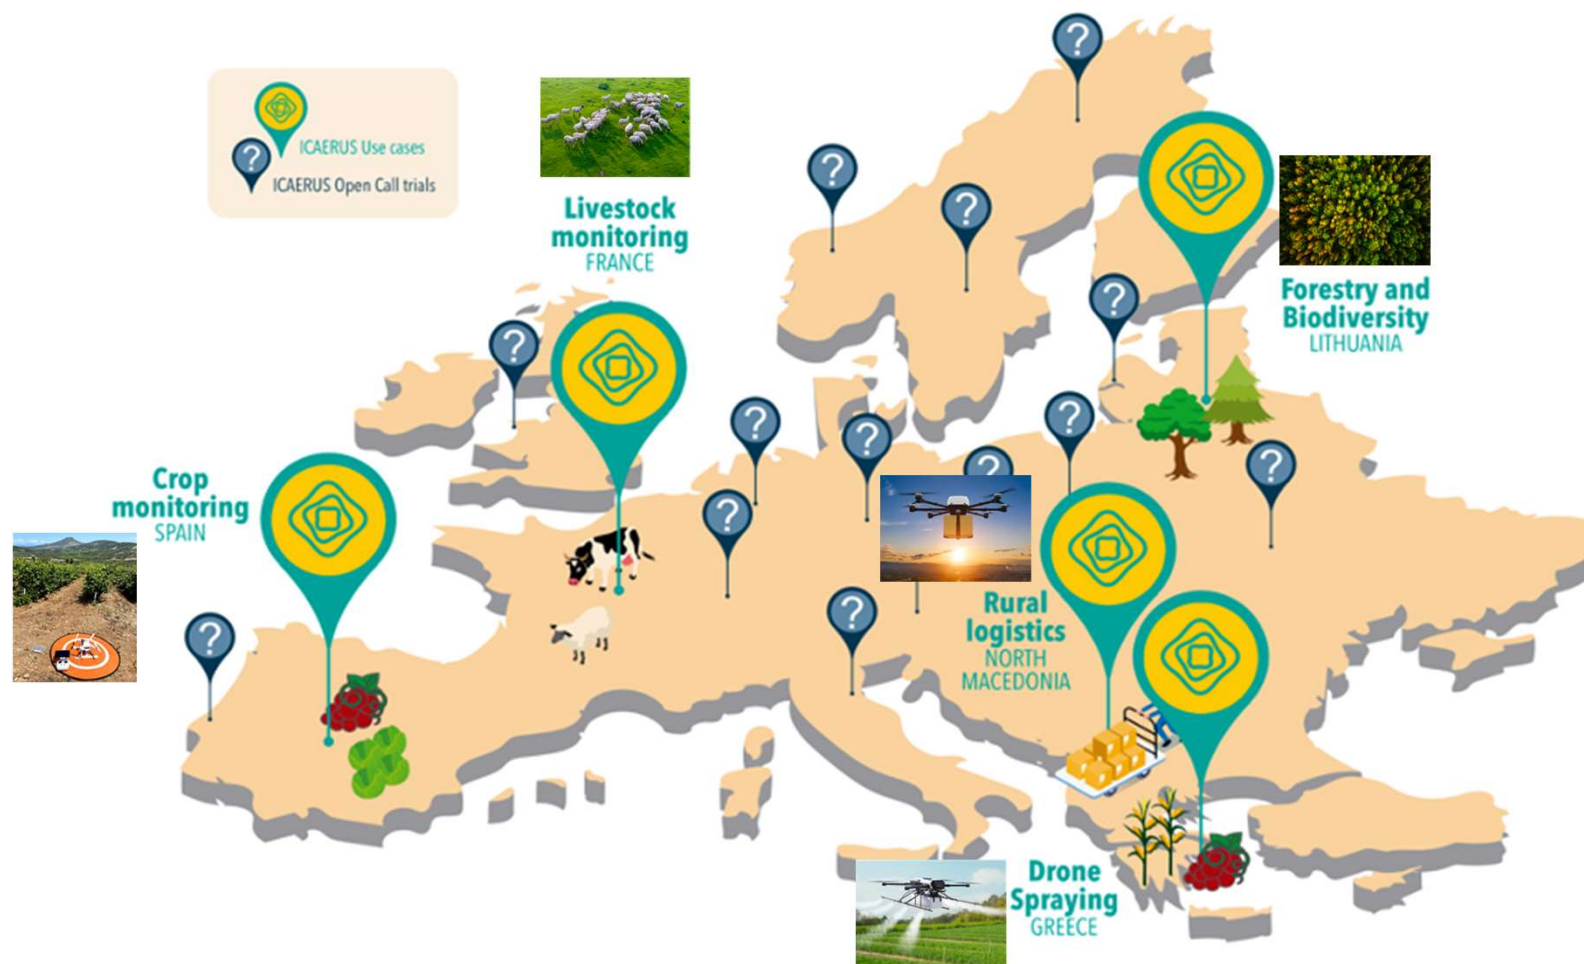 ICAERUS Use cases
?
ICAERUS Open Call trials
Livestock
monitoring
FRANCE
Forestry and
Biodiversity
LITHUANIA
Crop
monitoring
SPAIN
Rural
logistics
NORTH
MACEDONIA
Drone
Spraying
GREECE
?
?
?
?
?
?
?
?
?
?
?
?
?
?